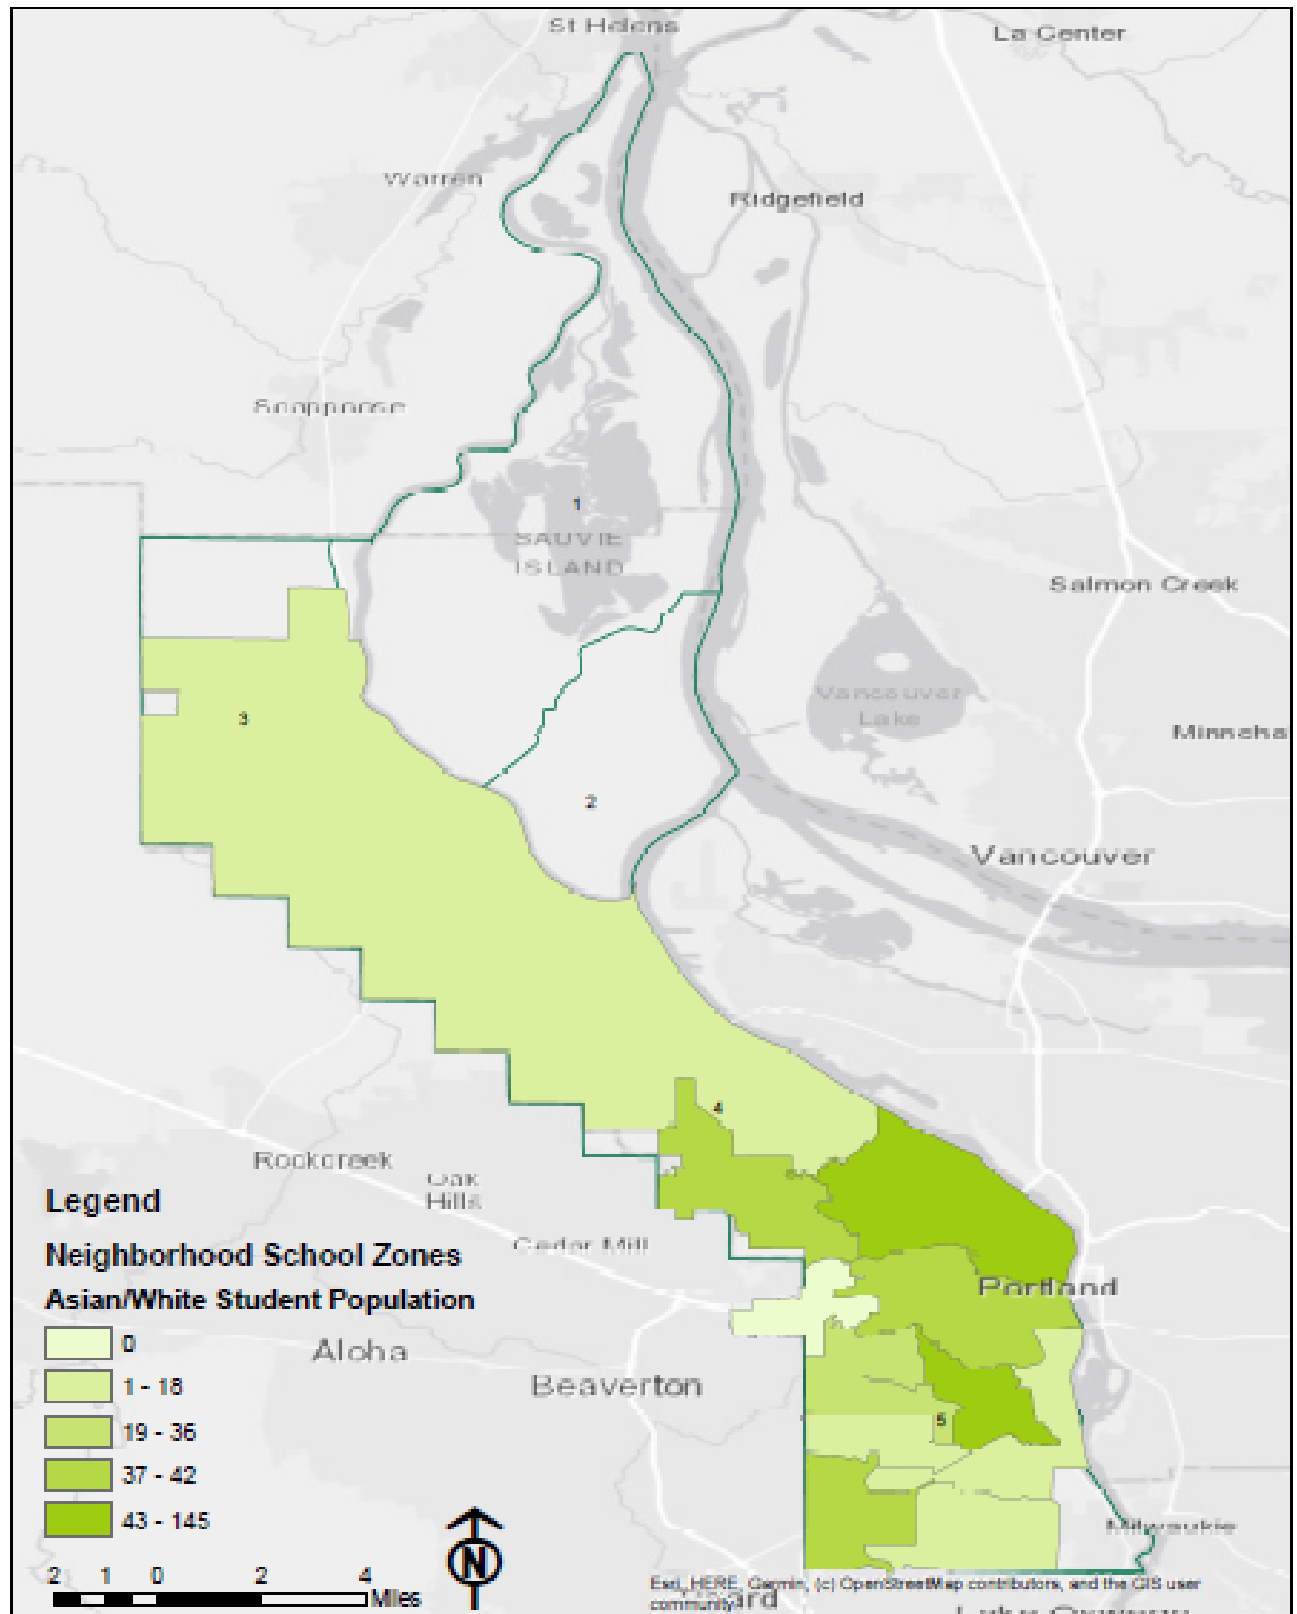 St Helens
La Center
Warren
Ridgefield
Scappoose
1
SAUVIE
ISLAND
Salmon Creek
Vancouver
Lake
3
Minneha
2
Vancouver
4
Rockcreek
Oak
Hills
Legend
Cedar Mill
Neighborhood School Zones
Portland
Asian/White Student Population
0
Aloha
1 - 18
Beaverton
19 - 36
5
37 - 42
43 - 145
Milwaukie
N
2 1 0 2 4
Miles
Esri, HERE, Garmin, (c) OpenStreetMap contributors, and the GIS user
community